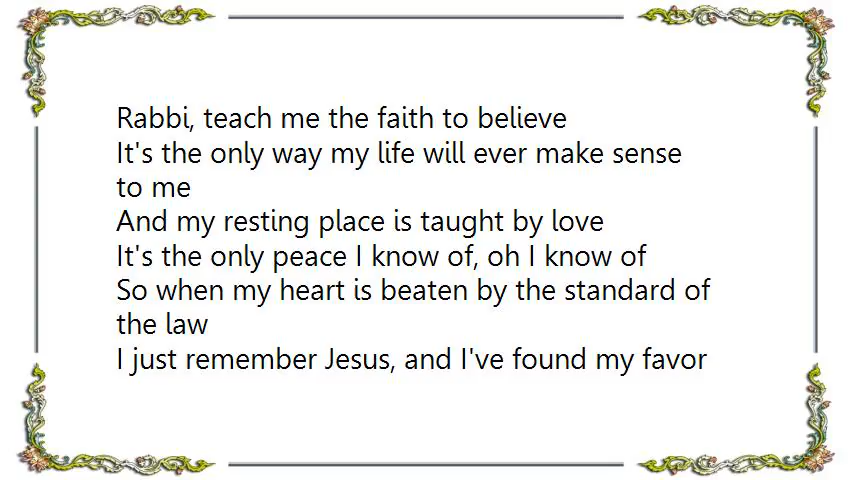 Rabbi, teach me the faith to believe
It's the only way my life will ever make sense
to me
And my resting place is taught by love
It's the only peace I know of, oh I know of
So when my heart is beaten by the standard of
the law
I just remember Jesus, and I've found my favor